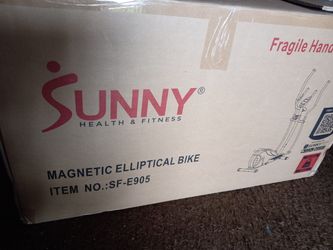 Fragile Hand
SUNNY®
HEALTH & FITNESS
MAGNETIC ELLIPTICAL BIKE
ITEM NO.:SF-E905